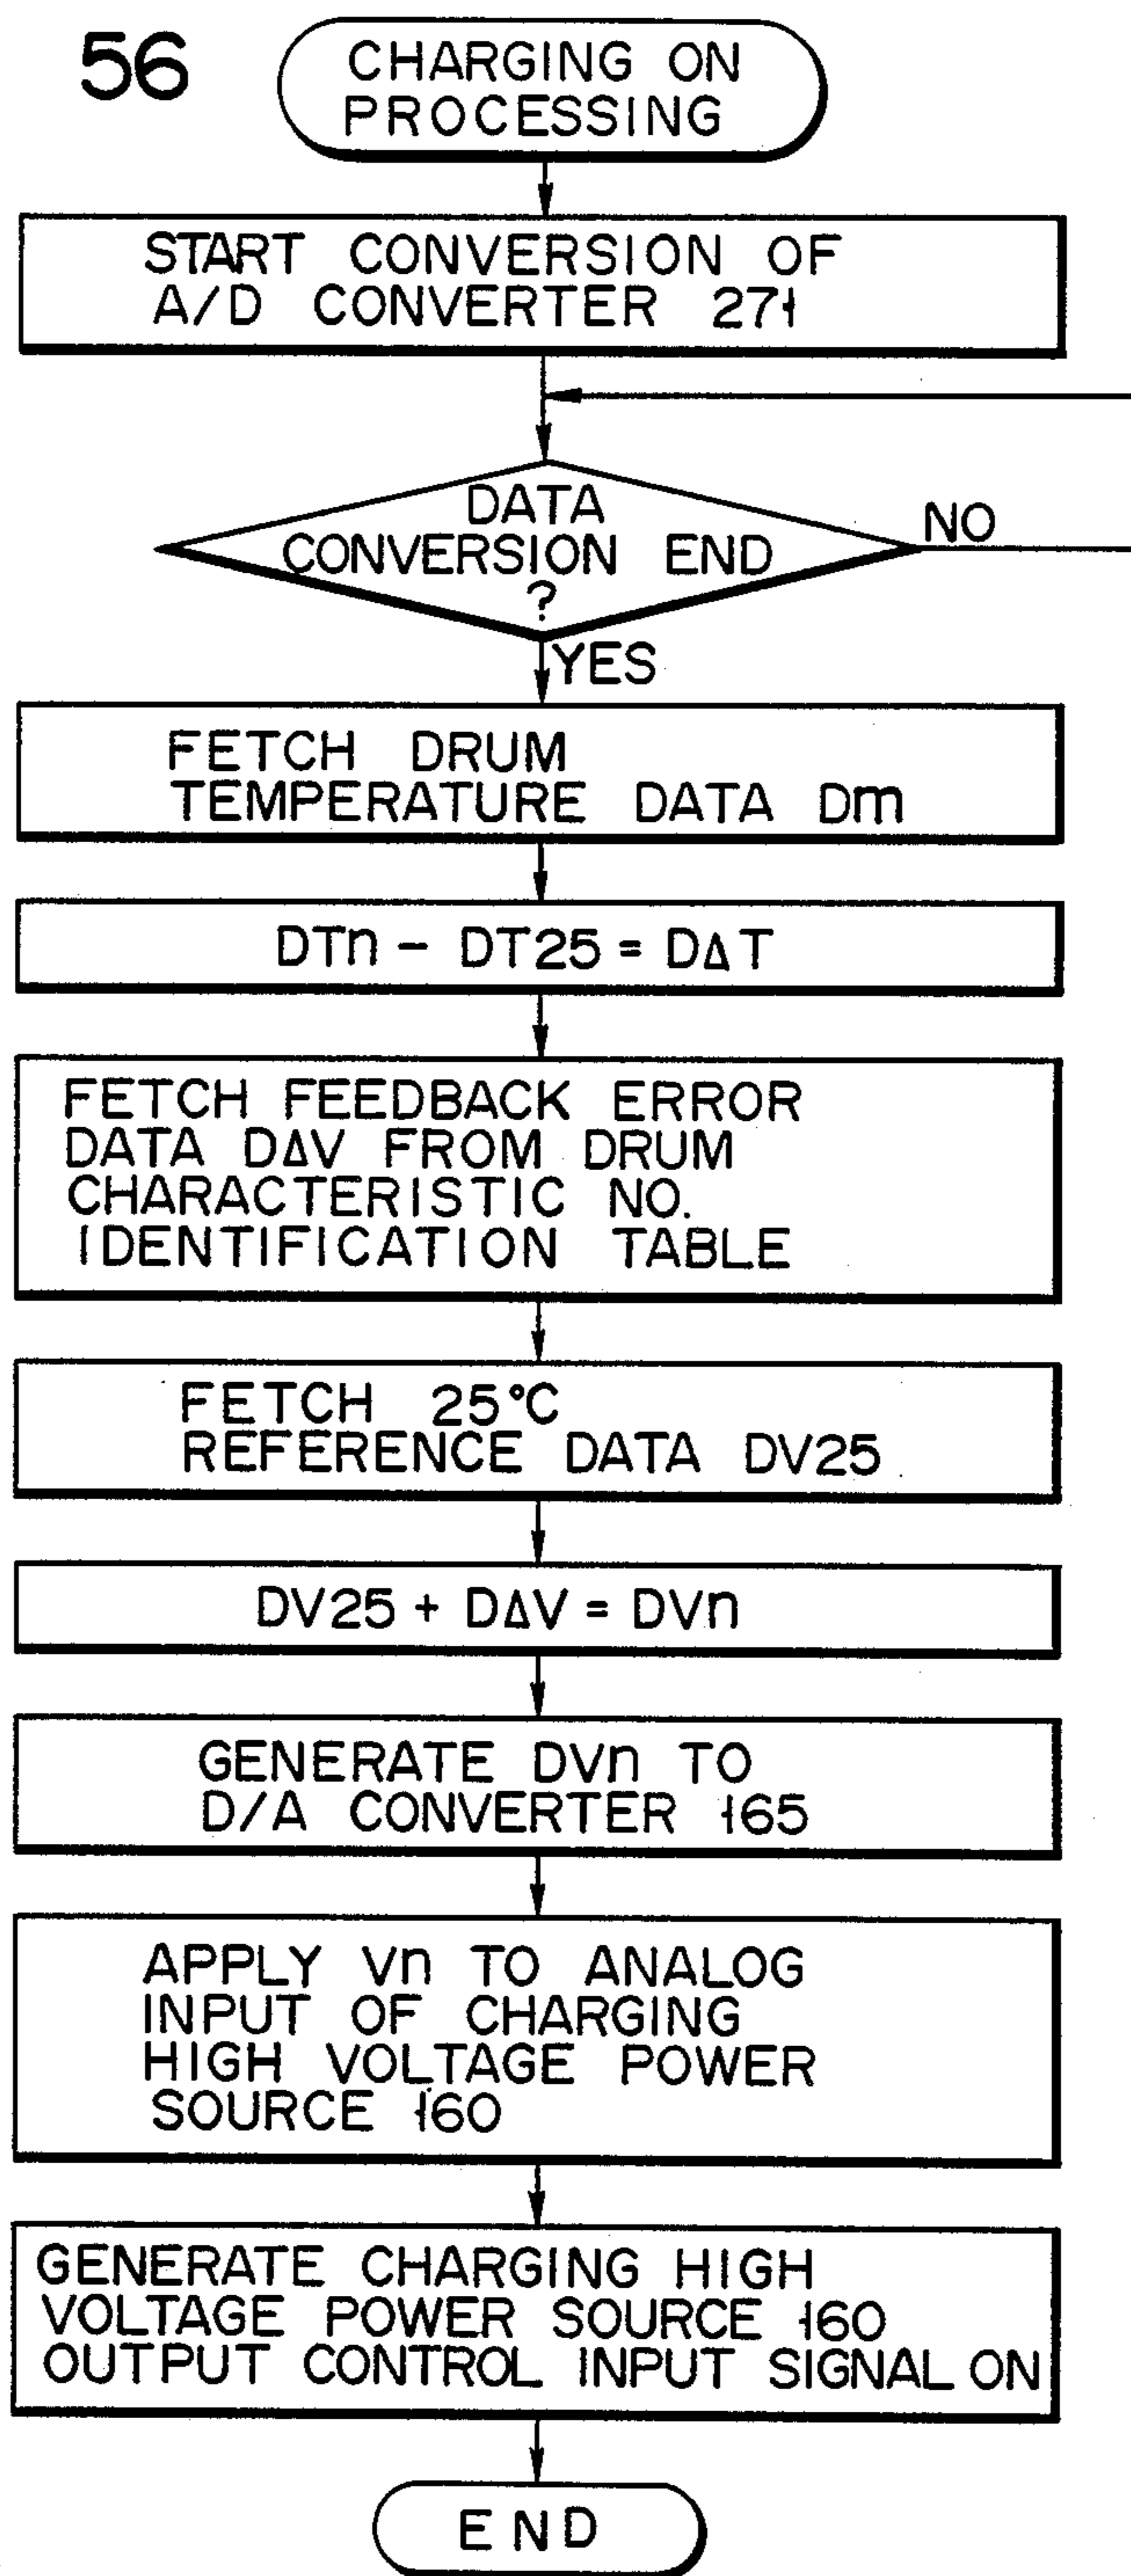 56
CHARGING ON
PROCESSING
START CONVERSION OF
A/D CONVERTER 271
DATA
CONVERSION END
?
NO
YES
FETCH DRUM
TEMPERATURE DATA Dm
DTn - DT25 = DΔT
FETCH FEEDBACK ERROR
DATA DΔV FROM DRUM
CHARACTERISTIC NO.
IDENTIFICATION TABLE
FETCH 25°C
REFERENCE DATA DV25
DV25 + DΔV = DVn
GENERATE DVn TO
D/A CONVERTER 165
APPLY Vn TO ANALOG
INPUT OF CHARGING
HIGH VOLTAGE POWER
SOURCE 160
GENERATE CHARGING HIGH
VOLTAGE POWER SOURCE 160
OUTPUT CONTROL INPUT SIGNAL ON
END